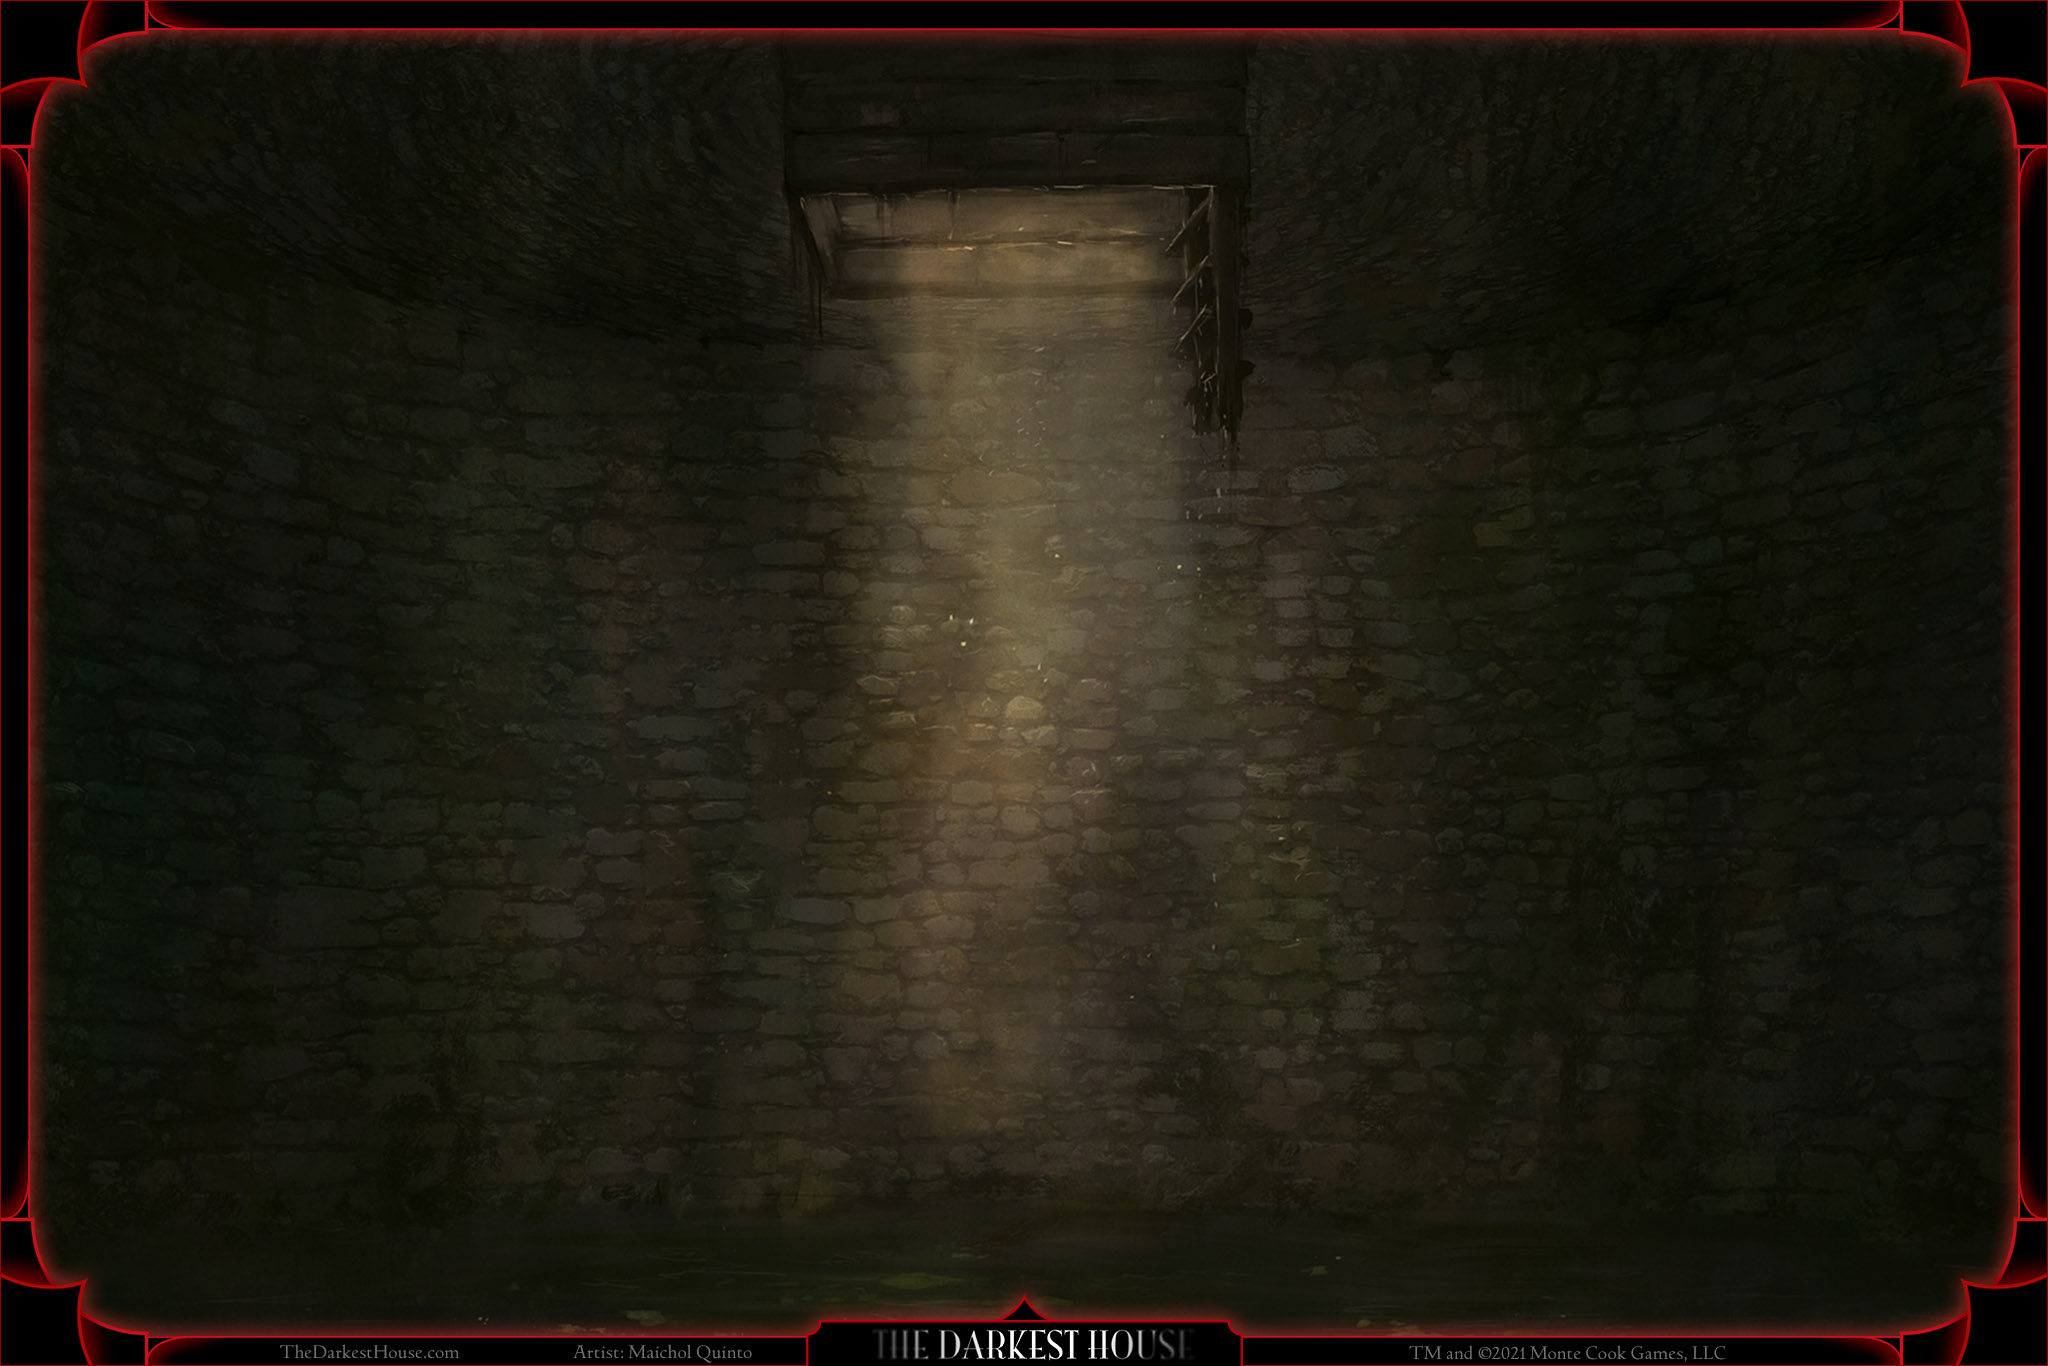 TheDarkestHouse.com
Artist: Maichol Quinto
THE DARKEST HOUSE
TM and ©2021 Monte Cook Games, LLC